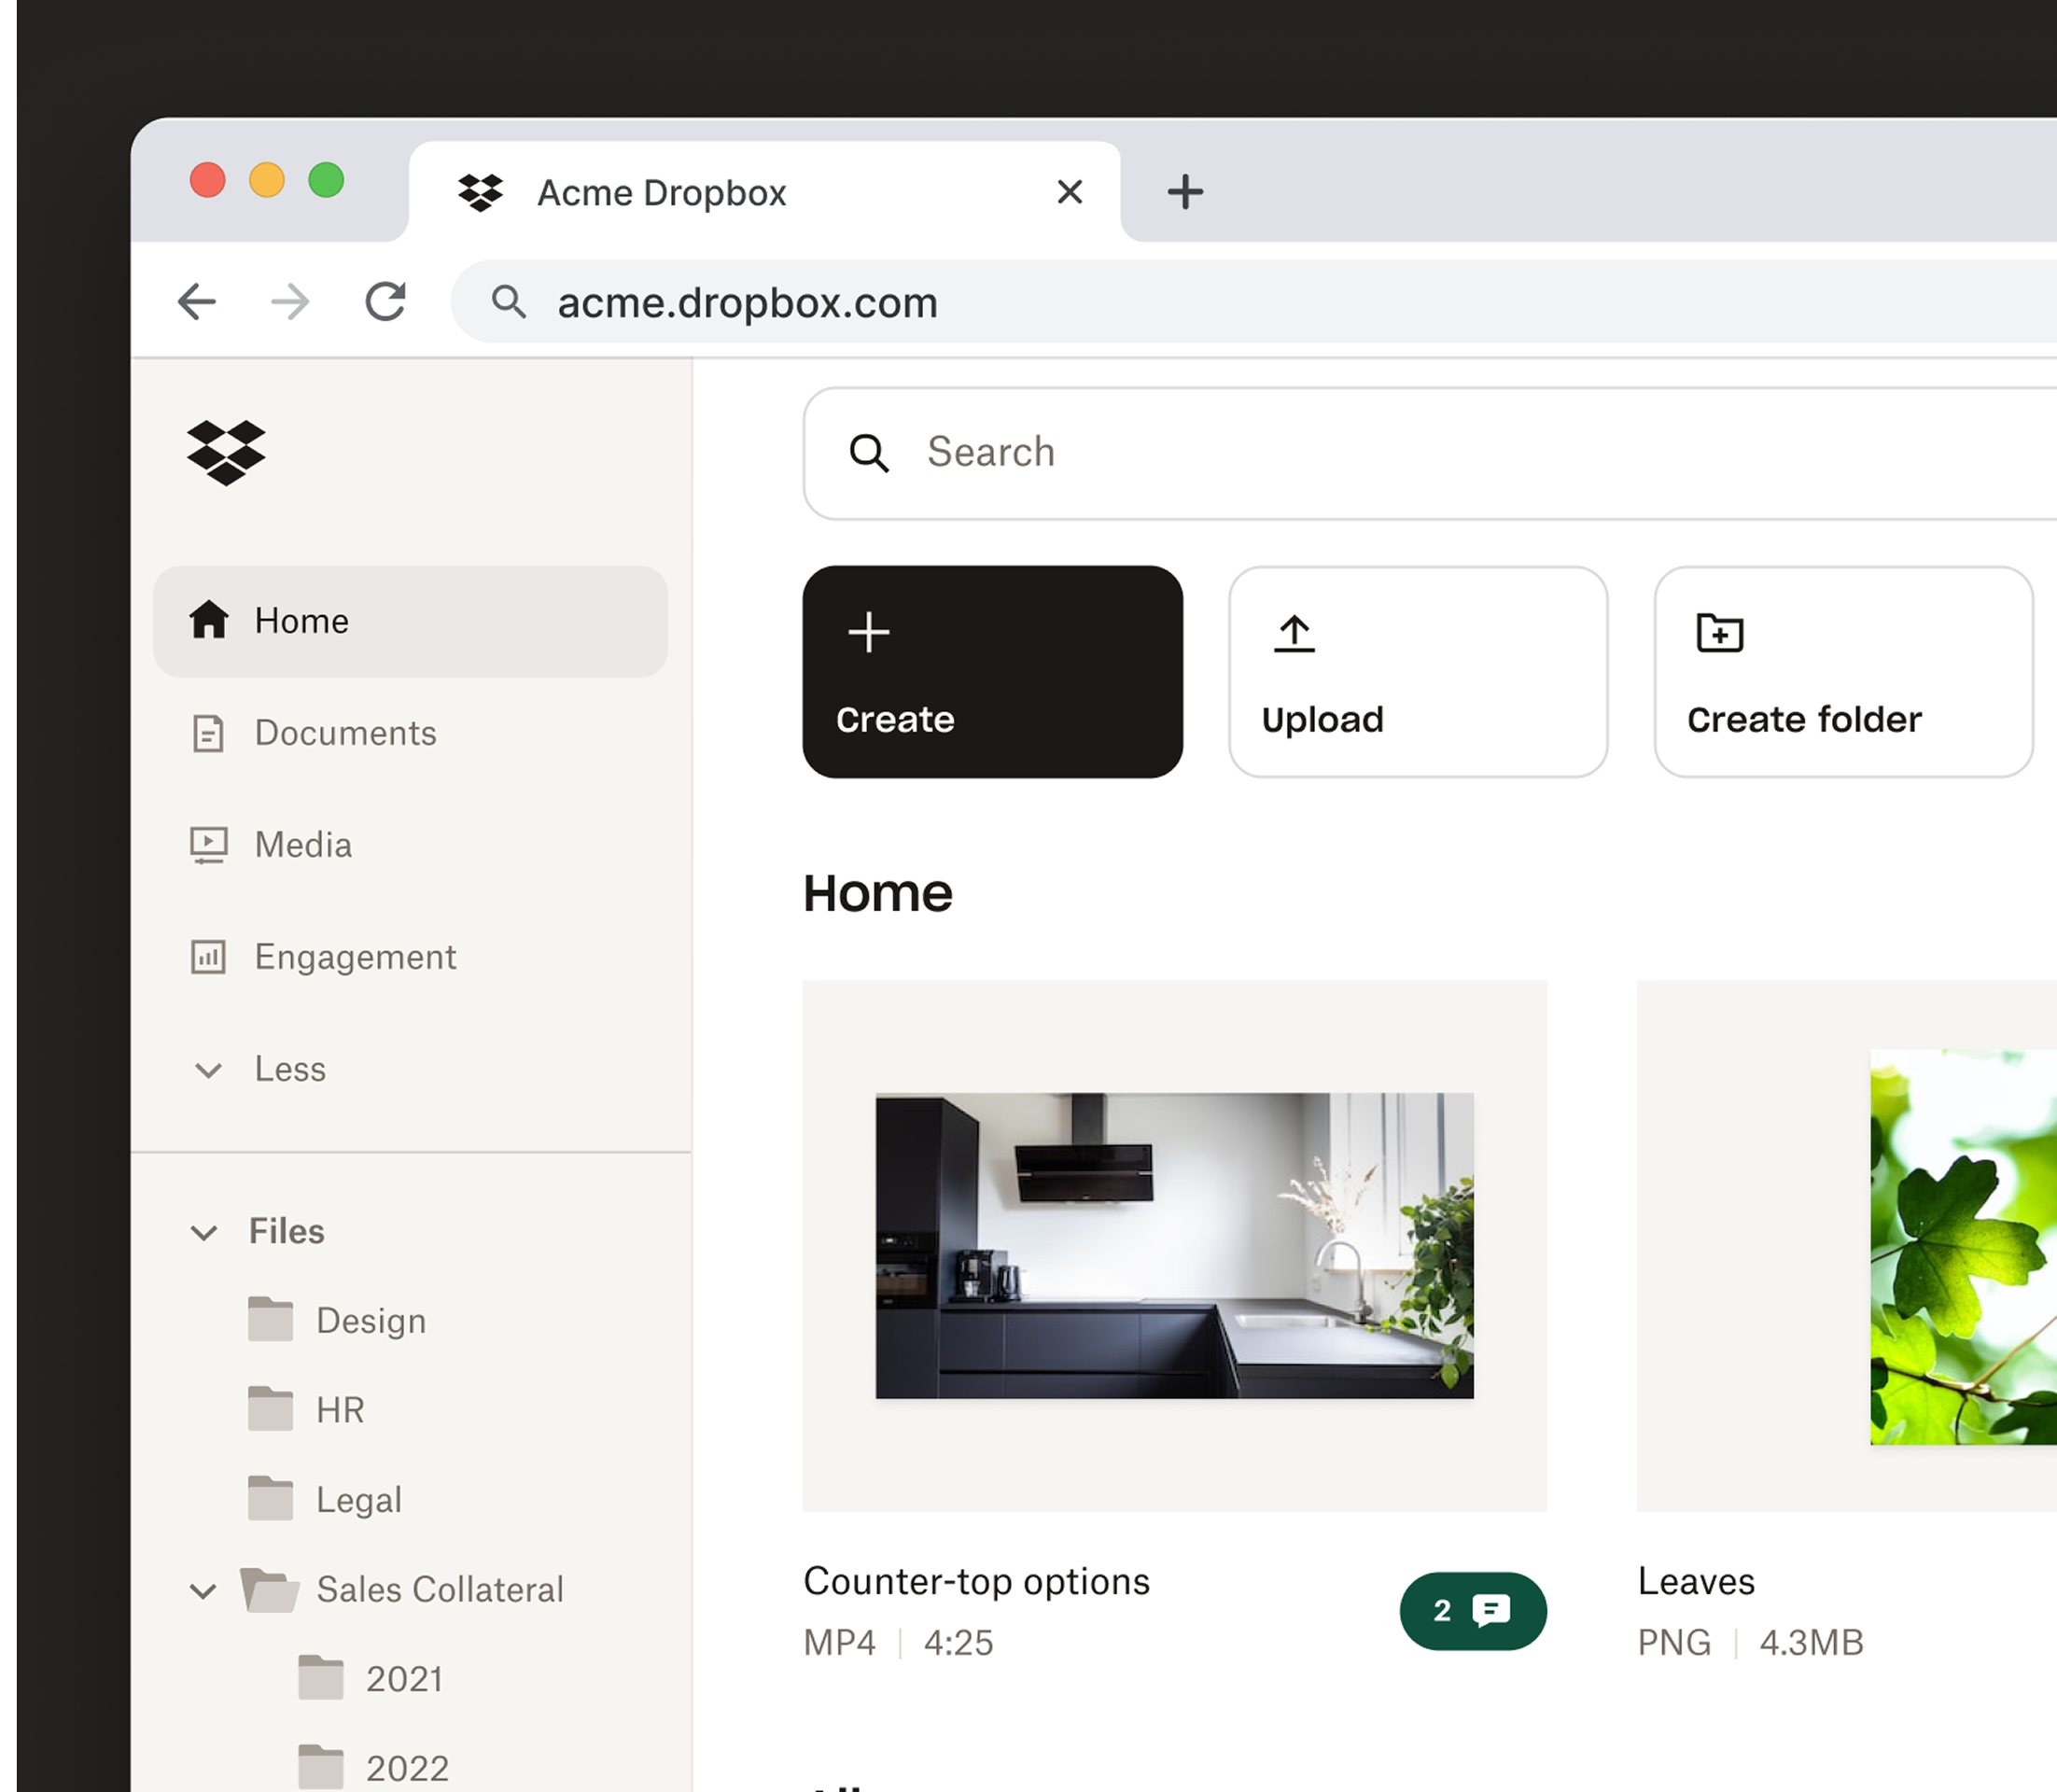 Acme Dropbox
acme.dropbox.com
Search
Home
Documents
Media
Engagement
Less
Files
Design
HR
Legal
Sales Collateral
2021
2022
Create
Upload
Create folder
Home
Counter-top options
MP4 | 4:25
2
Leaves
PNG | 4.3MB